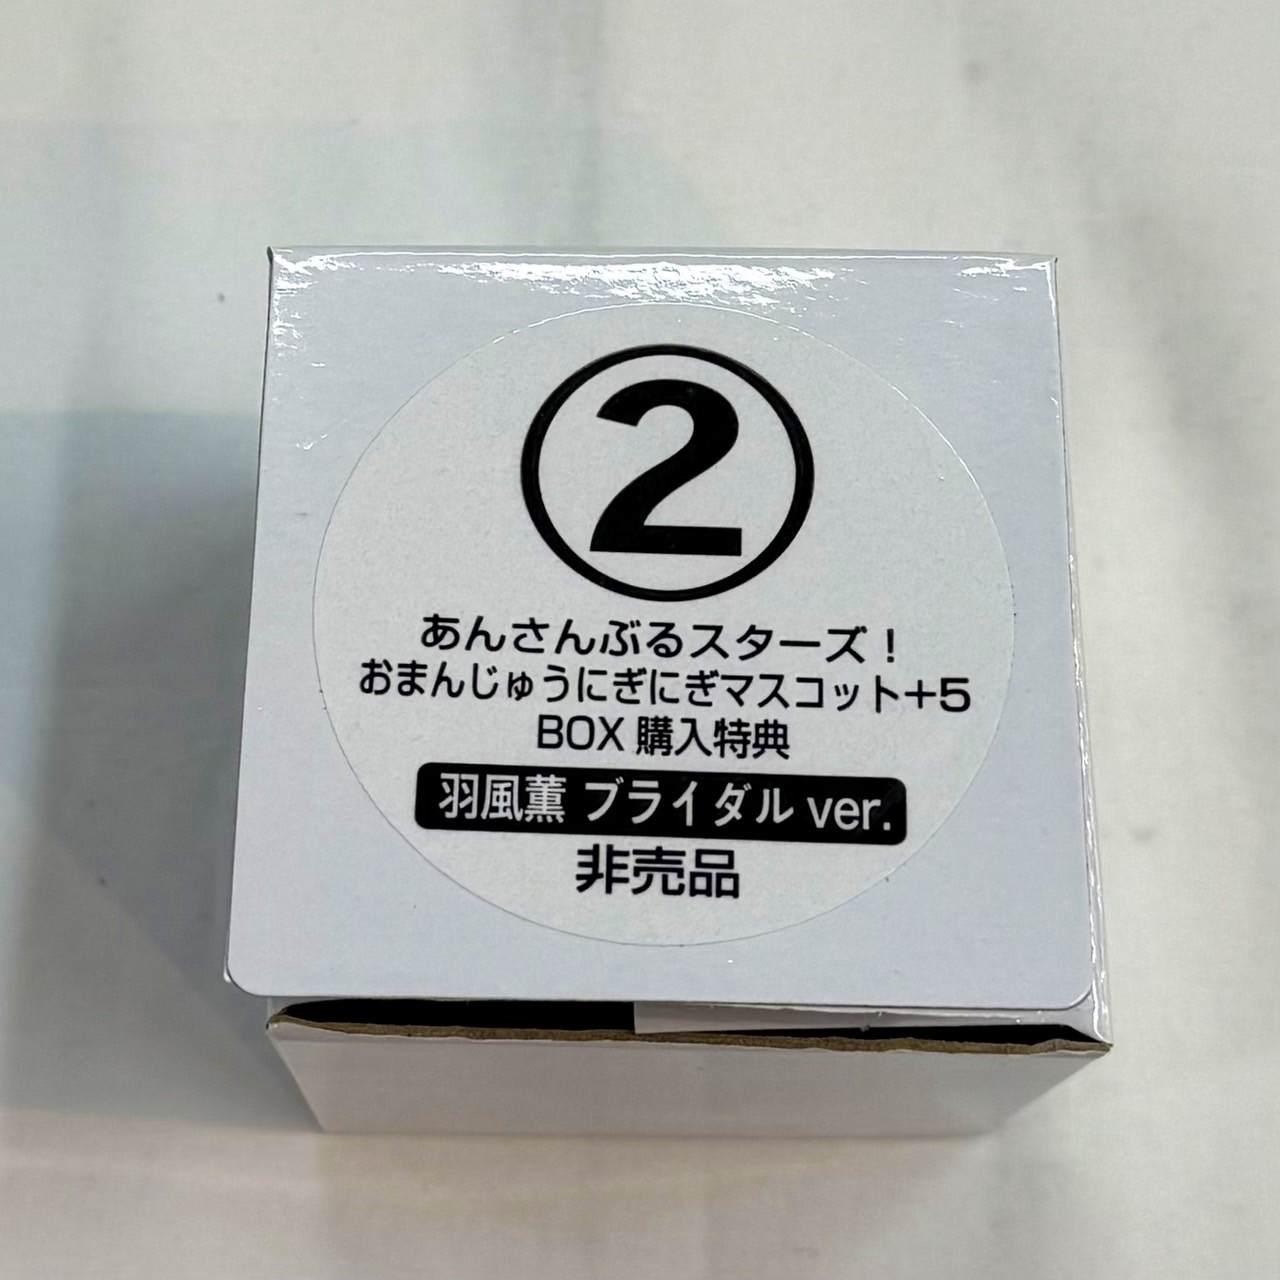 ②
あんさんぶるスターズ！
おまんじゅうにぎにぎマスコット+5
BOX 購入特典
羽風薫 ブライダル ver.
非売品